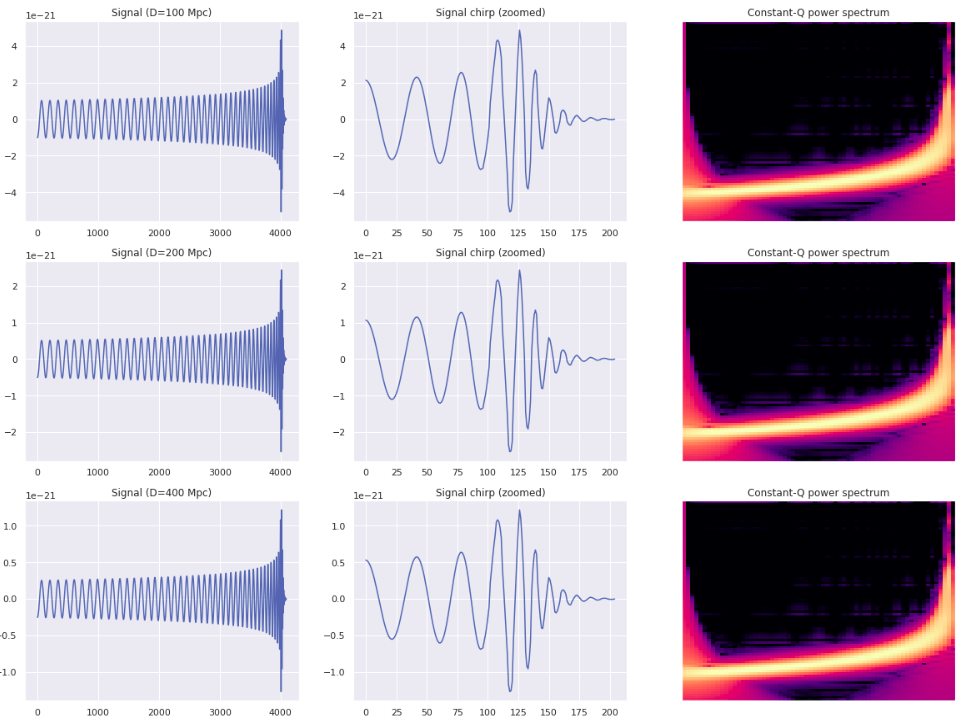 Signal (D=100 Mpc)
Signal chirp (zoomed)
Constant-Q power spectrum
1e−21
1e−21
4
2
0
−2
−4
4
2
0
−2
−4
0 1000 2000 3000 4000
0 25 50 75 100 125 150 175 200
Signal (D=200 Mpc)
Signal chirp (zoomed)
Constant-Q power spectrum
1e−21
1e−21
2
1
0
−1
−2
2
1
0
−1
−2
0 1000 2000 3000 4000
0 25 50 75 100 125 150 175 200
Signal (D=400 Mpc)
Signal chirp (zoomed)
Constant-Q power spectrum
1e−21
1e−21
1.0
0.5
0.0
−0.5
−1.0
1.0
0.5
0.0
−0.5
−1.0
0 1000 2000 3000 4000
0 25 50 75 100 125 150 175 200